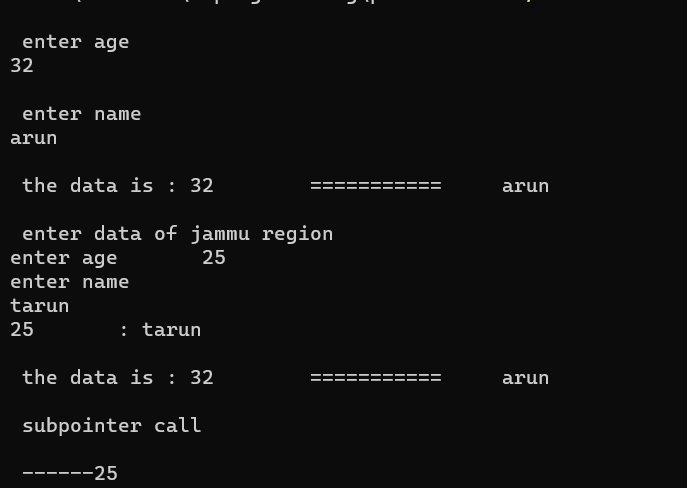 enter age
32
enter name
arun
the data is : 32 =========== arun
enter data of jammu region
enter age 25
enter name
tarun
25 : tarun
the data is : 32 =========== arun
subpointer call
------25